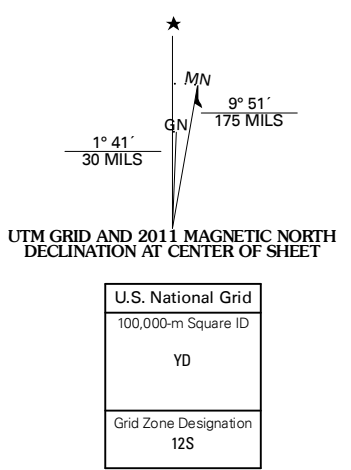 ★
MN
9° 51´
175 MILS
GN
1° 41´
30 MILS
UTM GRID AND 2011 MAGNETIC NORTH
DECLINATION AT CENTER OF SHEET
U.S. National Grid
100,000-m Square ID
YD
Grid Zone Designation
12S